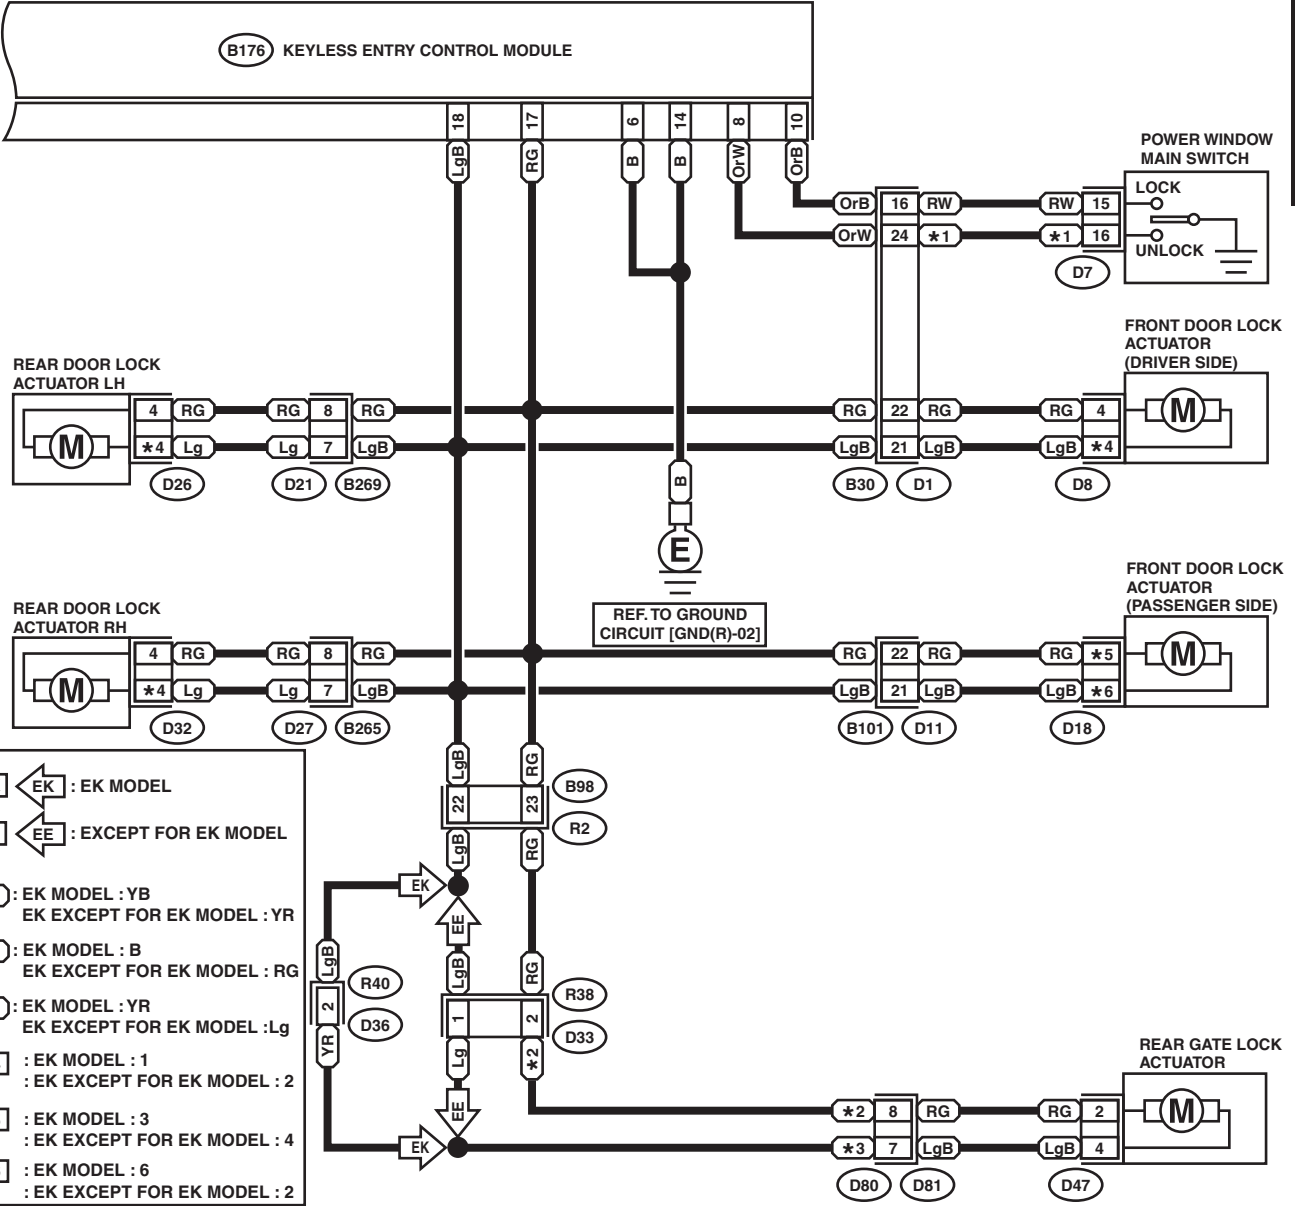 B176 KEYLESS ENTRY CONTROL MODULE
18 17 6 14 8 10
LgB RG B B OrW OrB
POWER WINDOW
MAIN SWITCH
LOCK
OrB 16 RW RW 15
OrW 24 *1 *1 16
UNLOCK
D7
FRONT DOOR LOCK
ACTUATOR
(DRIVER SIDE)
REAR DOOR LOCK
ACTUATOR LH
4 RG RG 8 RG RG 22 RG RG 4 M
M *4 Lg Lg 7 LgB LgB 21 LgB LgB *4
D26 D21 B269 B30 D1 D8
B
E
REF. TO GROUND
CIRCUIT [GND(R)-02]
FRONT DOOR LOCK
ACTUATOR
(PASSENGER SIDE)
REAR DOOR LOCK
ACTUATOR RH
4 RG RG 8 RG RG 22 RG RG *5 M
M *4 Lg Lg 7 LgB LgB 21 LgB LgB *6
D32 D27 B265 B101 D11 D18
LgB RG
22 23 B98
R2
LgB RG
EK : EK MODEL
EE : EXCEPT FOR EK MODEL
: EK MODEL : YB
EK EXCEPT FOR EK MODEL : YR
: EK MODEL : B
EK EXCEPT FOR EK MODEL : RG
: EK MODEL : YR
EK EXCEPT FOR EK MODEL :Lg
: EK MODEL : 1
: EK EXCEPT FOR EK MODEL : 2
: EK MODEL : 3
: EK EXCEPT FOR EK MODEL : 4
: EK MODEL : 6
: EK EXCEPT FOR EK MODEL : 2
EK
EE
LgB LgB RG
2 R40
D36
YR
1 2 R38
D33
Lg *2
EE
EK
REAR GATE LOCK
ACTUATOR
*2 8 RG RG 2 M
*3 7 LgB LgB 4
D80 D81 D47